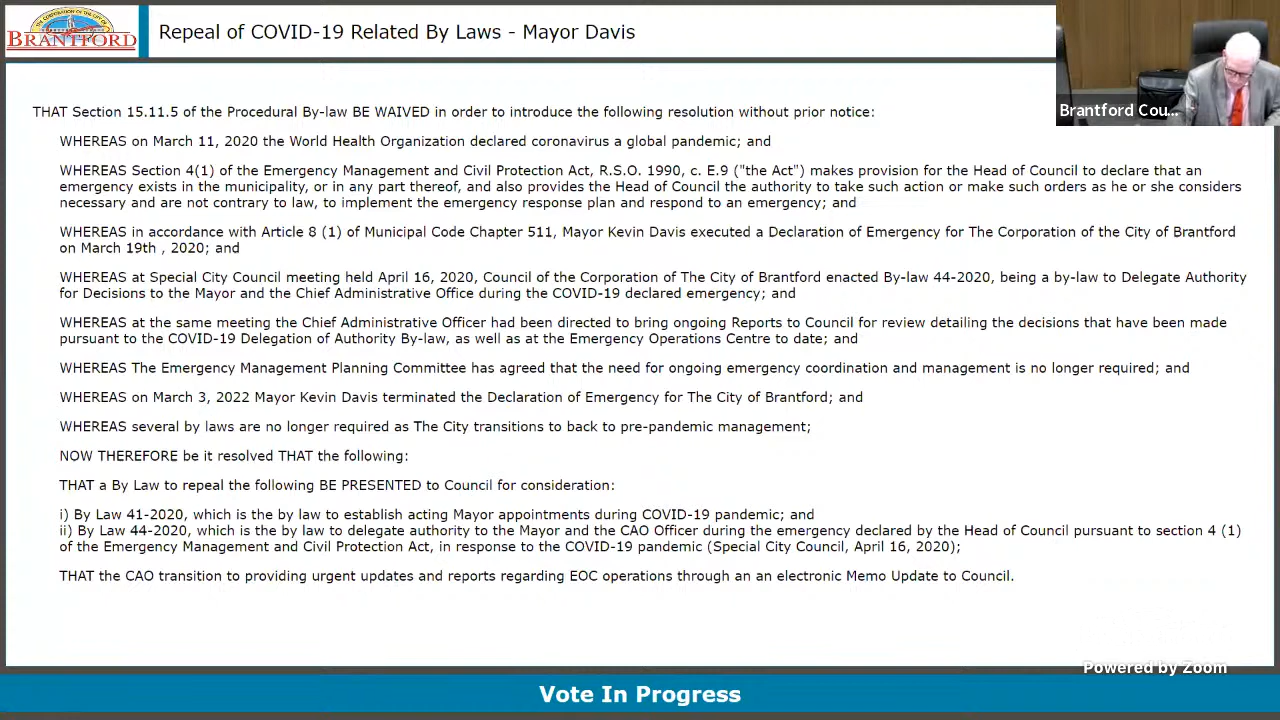 THE CORPORATION OF THE CITY OF
BRANTFORD
Repeal of COVID-19 Related By Laws - Mayor Davis
Brantford Cou...
THAT Section 15.11.5 of the Procedural By-law BE WAIVED in order to introduce the following resolution without prior notice:
WHEREAS on March 11, 2020 the World Health Organization declared coronavirus a global pandemic; and
WHEREAS Section 4(1) of the Emergency Management and Civil Protection Act, R.S.O. 1990, c. E.9 ("the Act") makes provision for the Head of Council to declare that an
emergency exists in the municipality, or in any part thereof, and also provides the Head of Council the authority to take such action or make such orders as he or she considers
necessary and are not contrary to law, to implement the emergency response plan and respond to an emergency; and
WHEREAS in accordance with Article 8 (1) of Municipal Code Chapter 511, Mayor Kevin Davis executed a Declaration of Emergency for The Corporation of the City of Brantford
on March 19th , 2020; and
WHEREAS at Special City Council meeting held April 16, 2020, Council of the Corporation of The City of Brantford enacted By-law 44-2020, being a by-law to Delegate Authority
for Decisions to the Mayor and the Chief Administrative Office during the COVID-19 declared emergency; and
WHEREAS at the same meeting the Chief Administrative Officer had been directed to bring ongoing Reports to Council for review detailing the decisions that have been made
pursuant to the COVID-19 Delegation of Authority By-law, as well as at the Emergency Operations Centre to date; and
WHEREAS The Emergency Management Planning Committee has agreed that the need for ongoing emergency coordination and management is no longer required; and
WHEREAS on March 3, 2022 Mayor Kevin Davis terminated the Declaration of Emergency for The City of Brantford; and
WHEREAS several by laws are no longer required as The City transitions to back to pre-pandemic management;
NOW THEREFORE be it resolved THAT the following:
THAT a By Law to repeal the following BE PRESENTED to Council for consideration:
i) By Law 41-2020, which is the by law to establish acting Mayor appointments during COVID-19 pandemic; and
ii) By Law 44-2020, which is the by law to delegate authority to the Mayor and the CAO Officer during the emergency declared by the Head of Council pursuant to section 4 (1)
of the Emergency Management and Civil Protection Act, in response to the COVID-19 pandemic (Special City Council, April 16, 2020);
THAT the CAO transition to providing urgent updates and reports regarding EOC operations through an an electronic Memo Update to Council.
Powered by Zoom
Vote In Progress